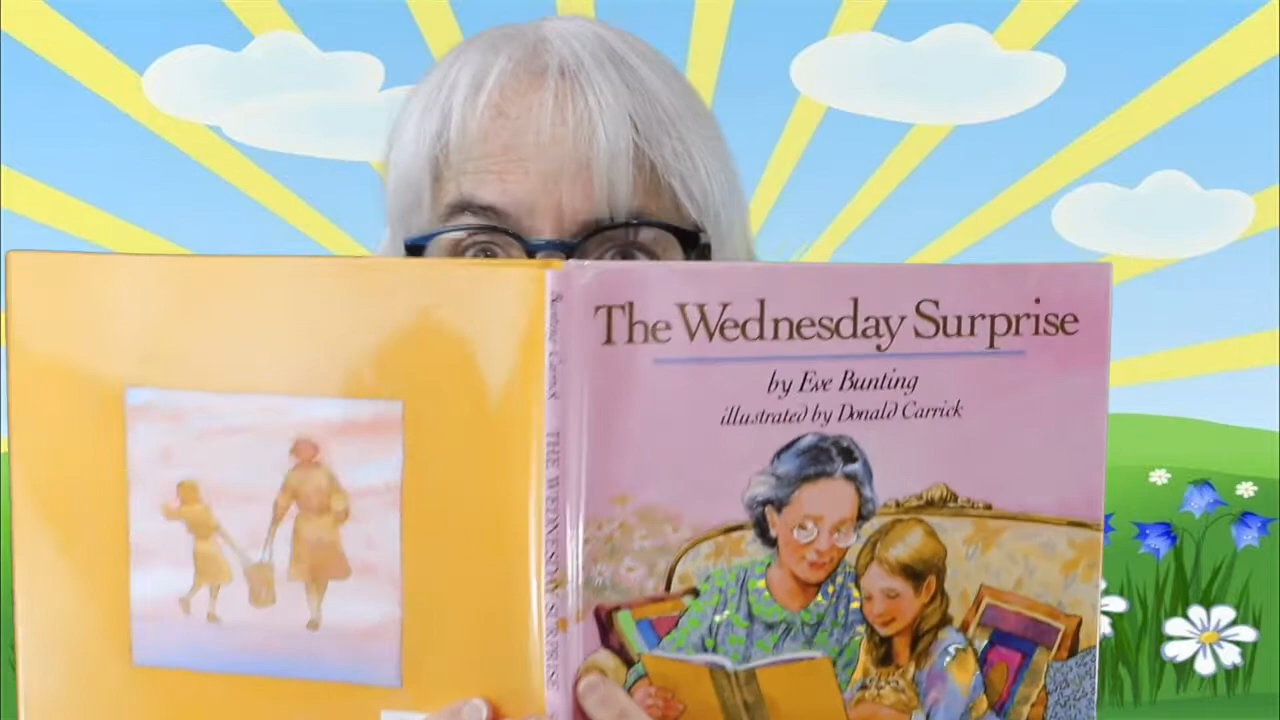 The Wednesday Surprise
by Eve Bunting
illustrated by Donald Carrick
THE WEDNESDAY SURPRISE